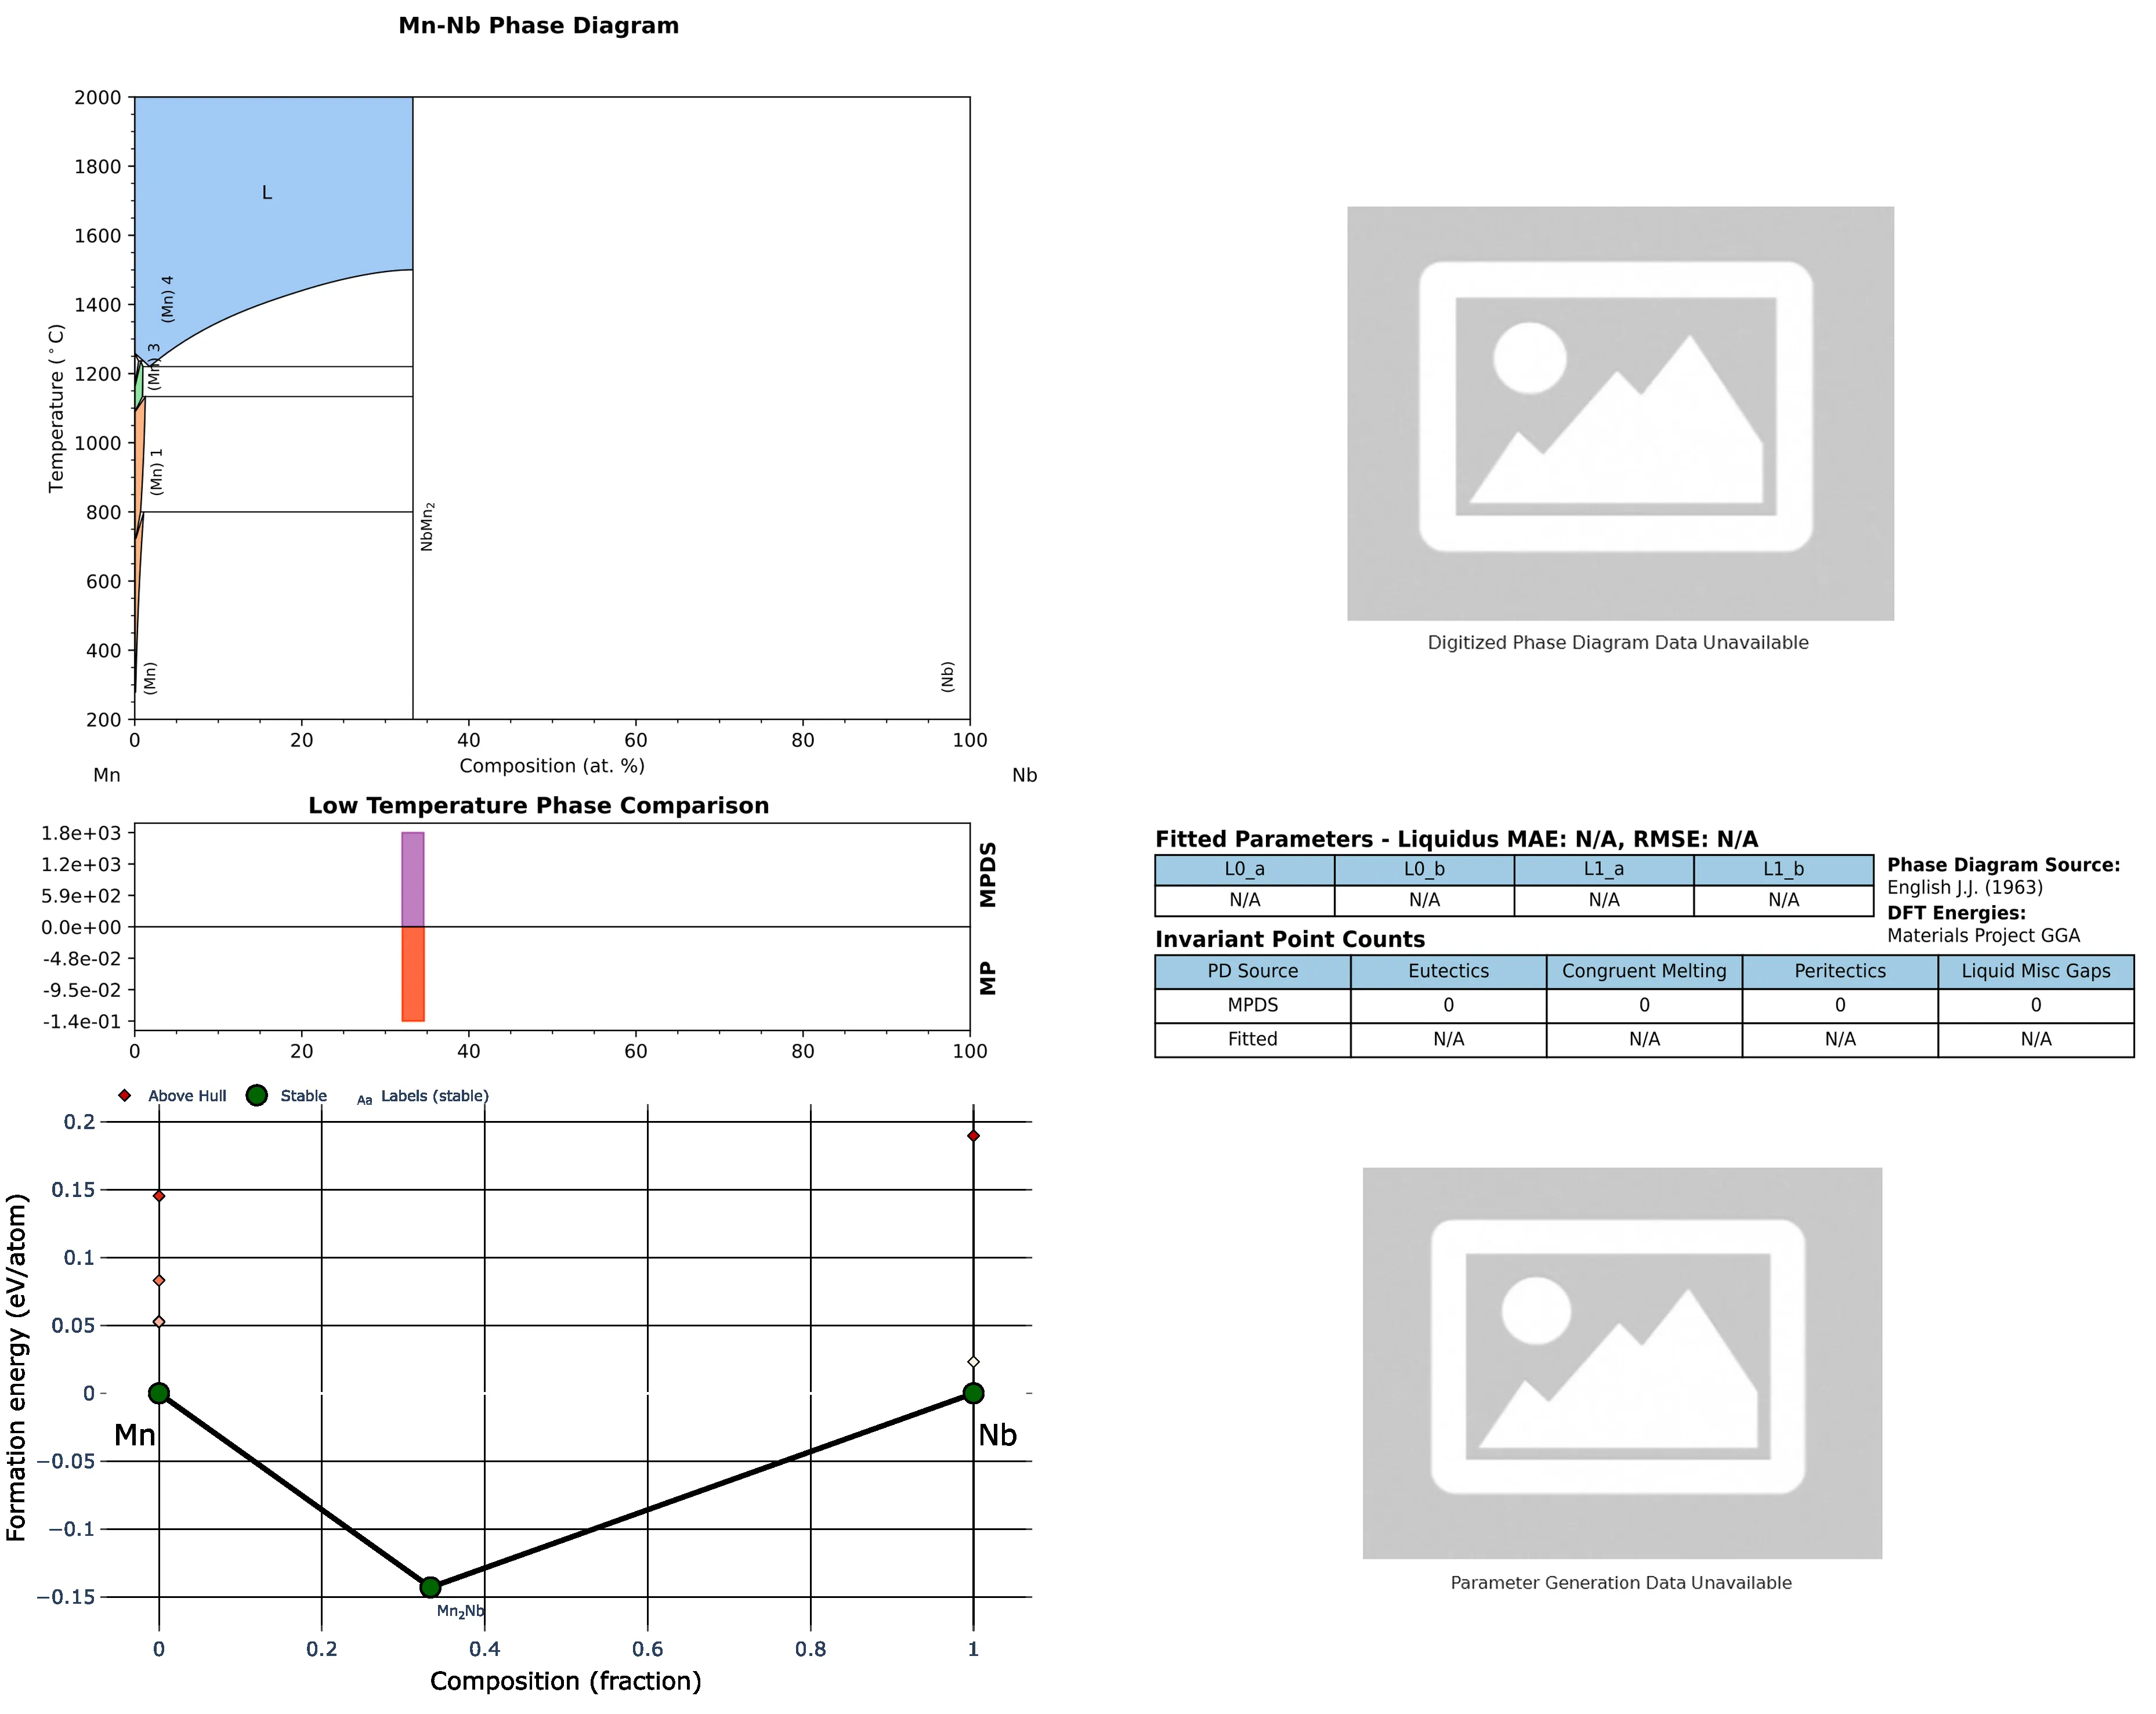 Mn-Nb Phase Diagram
2000
1800
1600
1400
1200
1000
800
600
400
200
Temperature (°C)
L
(Mn) 4
(Mn) 3
(Mn) 1
(Mn)
NbMn₂
(Nb)
0 20 40 60 80 100
Mn Composition (at. %) Nb
Digitized Phase Diagram Data Unavailable
Low Temperature Phase Comparison
1.8e+03
1.2e+03
5.9e+02
0.0e+00
-4.8e-02
-9.5e-02
-1.4e-01
MPDS
MP
0 20 40 60 80 100
Fitted Parameters - Liquidus MAE: N/A, RMSE: N/A
L0_a L0_b L1_a L1_b
N/A N/A N/A N/A
Phase Diagram Source:
English J.J. (1963)
DFT Energies:
Materials Project GGA
Invariant Point Counts
PD Source Eutectics Congruent Melting Peritectics Liquid Misc Gaps
MPDS 0 0 0 0
Fitted N/A N/A N/A N/A
Above Hull Stable Aa Labels (stable)
0.2
0.15
0.1
0.05
0
−0.05
−0.1
−0.15
Formation energy (eV/atom)
Mn
Nb
Mn₂Nb
0 0.2 0.4 0.6 0.8 1
Composition (fraction)
Parameter Generation Data Unavailable